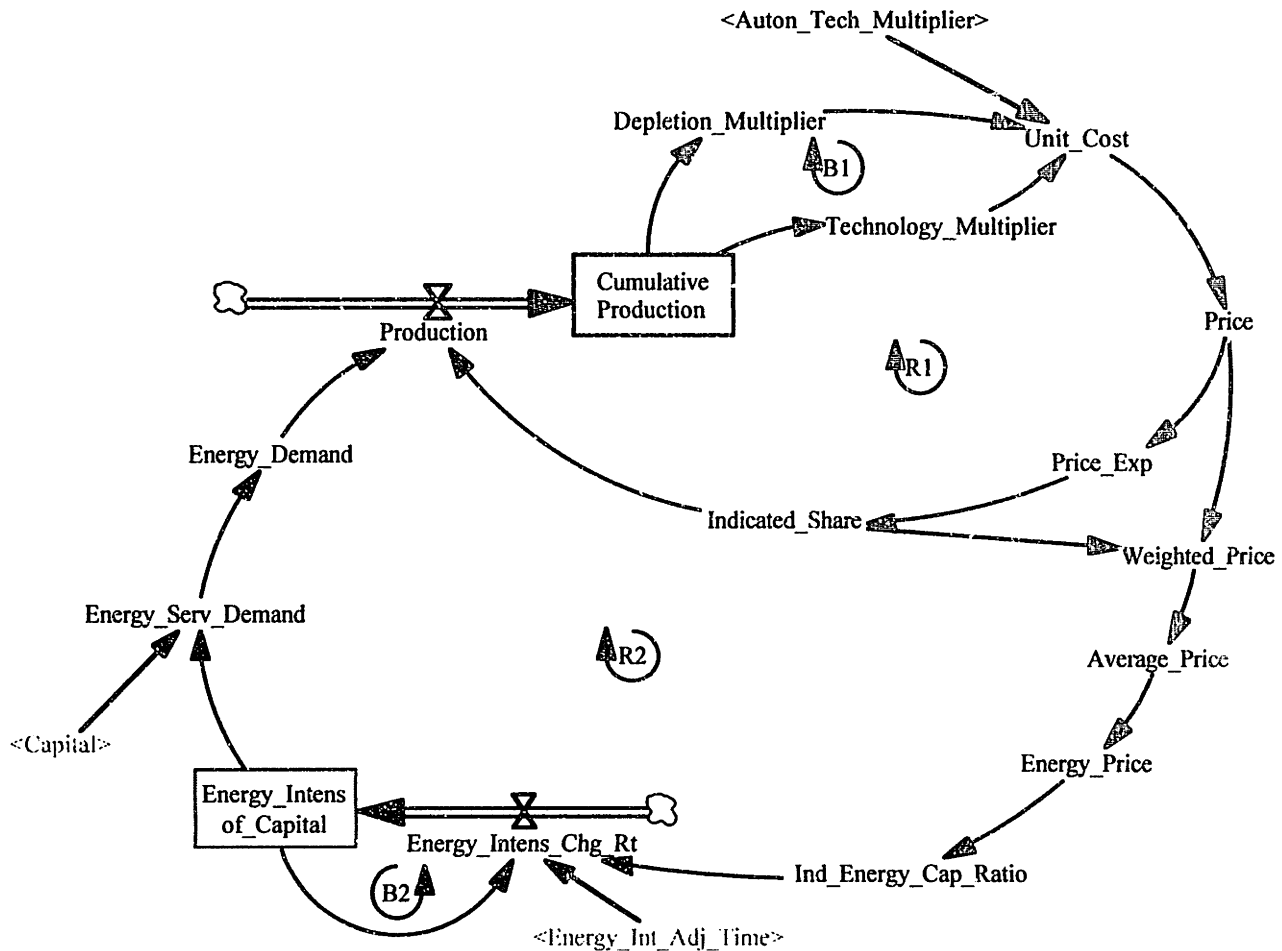 <Auton_Tech_Multiplier>
Depletion_Multiplier
Unit_Cost
B1
Technology_Multiplier
Cumulative
Production
Production
Price
R1
Energy_Demand
Price_Exp
Indicated_Share
Weighted_Price
Energy_Serv_Demand
R2
Average_Price
<Capital>
Energy_Price
Energy_Intens
of_Capital
Energy_Intens_Chg_Rt
Ind_Energy_Cap_Ratio
B2
<Energy_Int_Adj_Time>